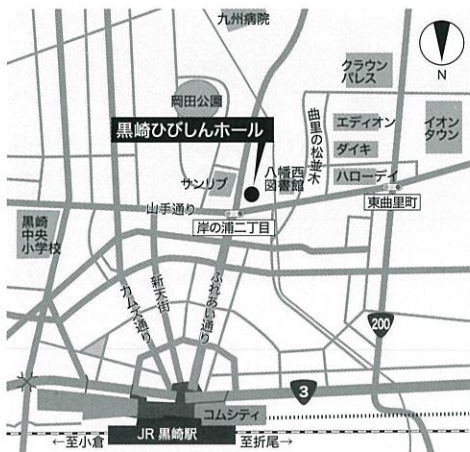 九州病院
N
クラウン
パレス
岡田公園
曲里の松並木
エディオン
イオン
タウン
黒崎ひびしんホール
ダイキ
八幡西
図書館
サンリブ
ハローデイ
山手通り
東曲里町
岸の浦二丁目
黒崎
中央
小学校
ふれあい通り
新天街
カムズ通り
200
3
コムシティ
JR 黒崎駅
←至小倉
至折尾→